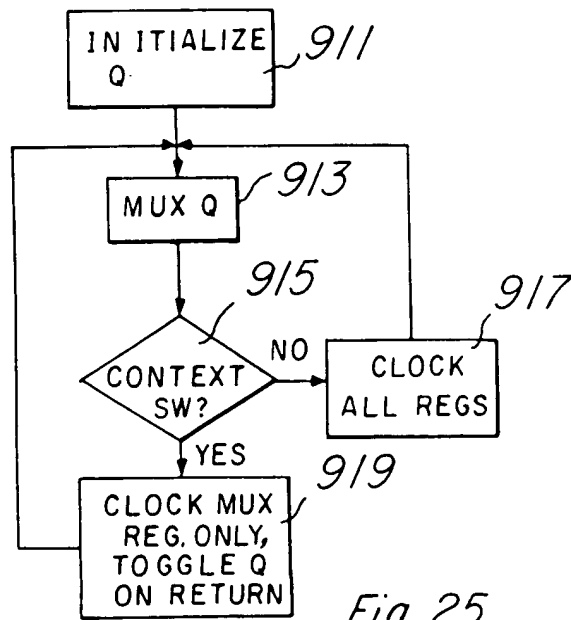 IN ITIALIZE
Q
911
MUX Q
913
915
917
CONTEXT
SW?
NO
CLOCK
ALL REGS
YES
919
CLOCK MUX
REG. ONLY,
TOGGLE Q
ON RETURN
Fig. 25